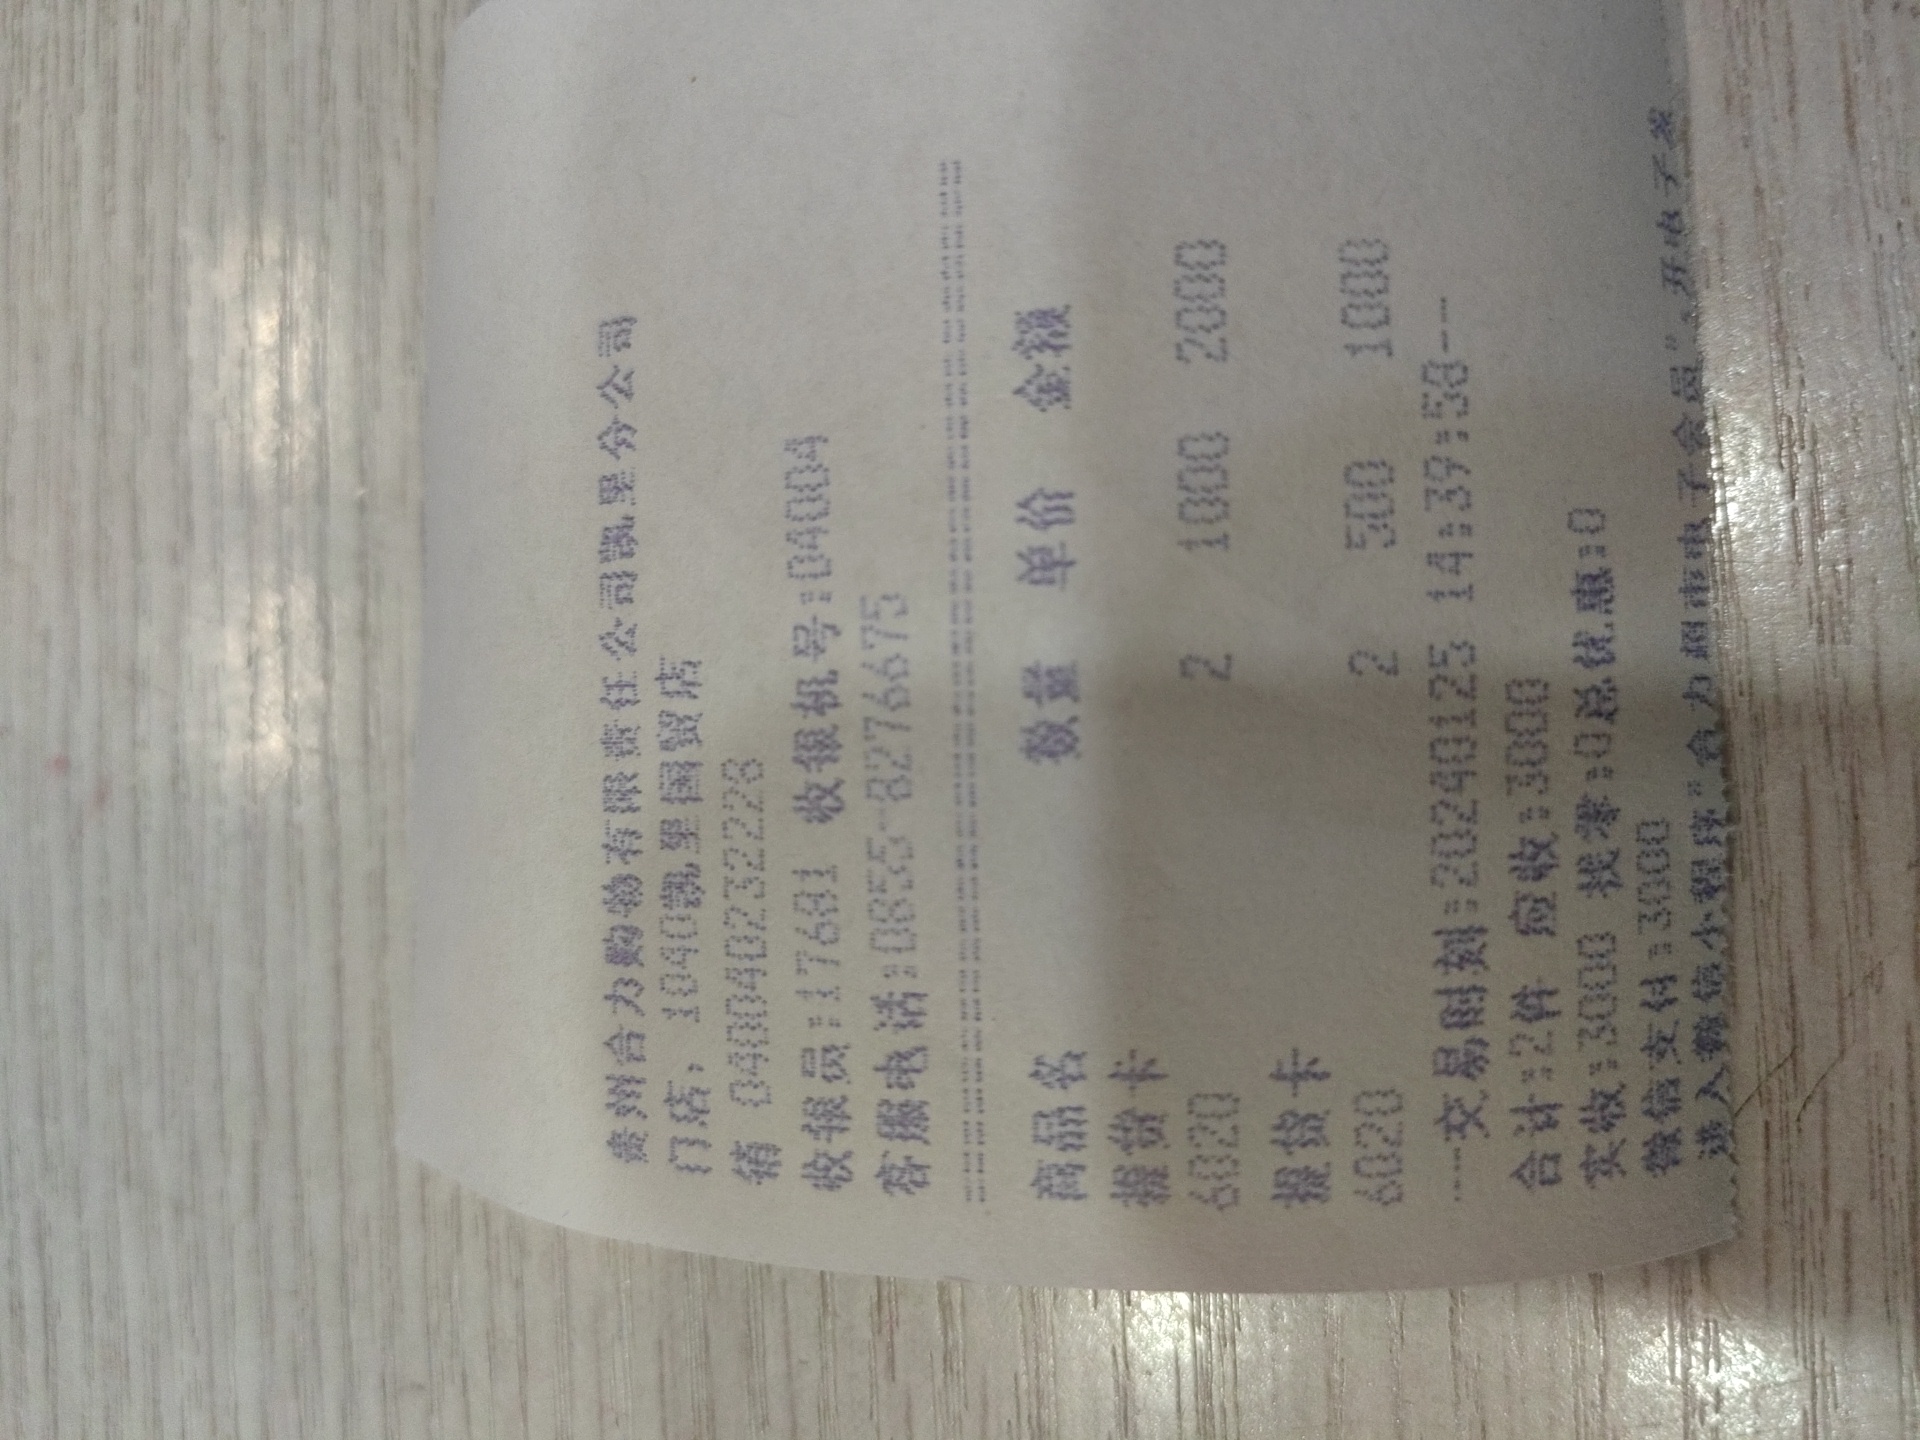 贵州合力购物有限责任公司凯里分公司
门店: 1040凯里国贸店
销 0400402322​28
收银员:17681 收银机号:04004
客服电话:0855-8276675
================================
商品名 数量 单价 金额
提货卡
6020 2 1000 2000
提货卡
6020 2 500 1000
----交易时刻:20240125 14:39:58--
合计:2件 应收:3000
实收:3000 找零:0总优惠:0
微信支付:3000
进入微信小程序"合力超市电子会员"开电子发